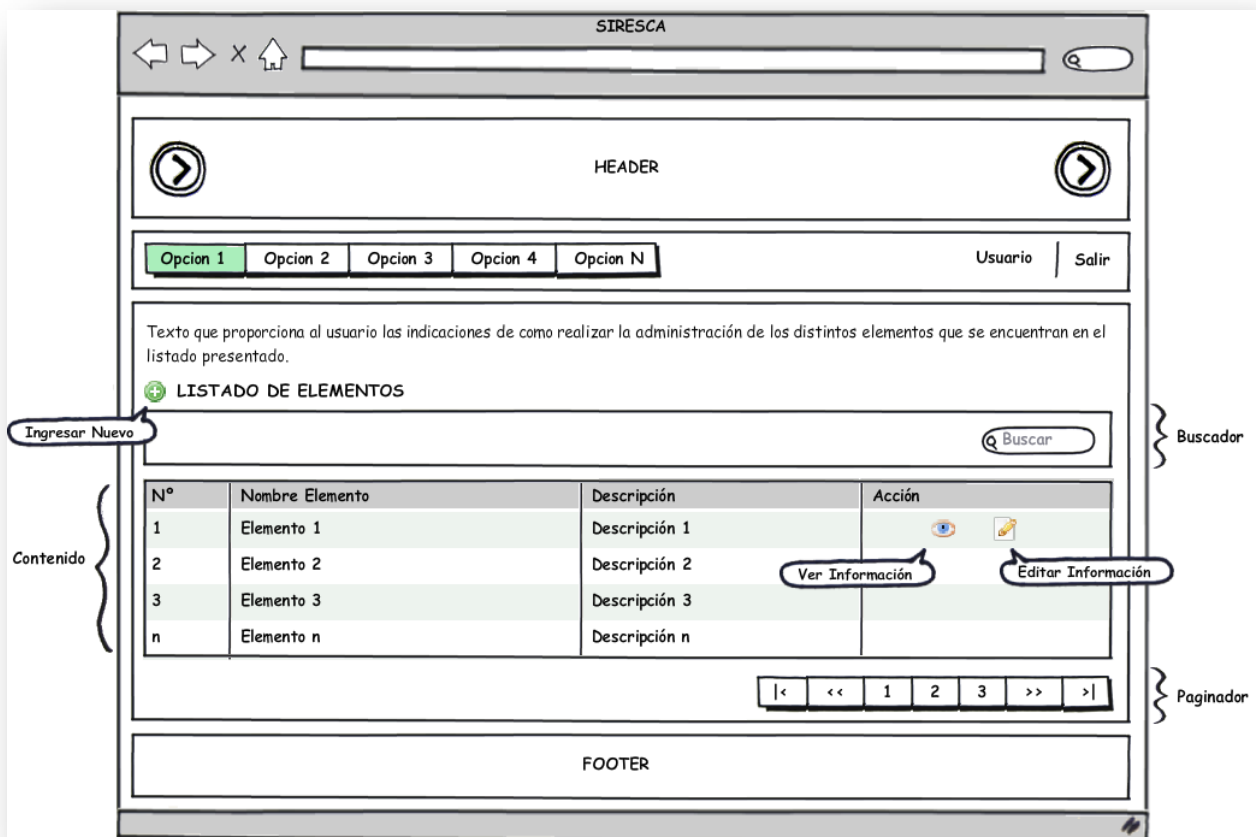 SIRESCA
HEADER
Opcion 1 Opcion 2 Opcion 3 Opcion 4 Opcion N Usuario Salir
Texto que proporciona al usuario las indicaciones de como realizar la administración de los distintos elementos que se encuentran en el
listado presentado.
LISTADO DE ELEMENTOS
Ingresar Nuevo
Buscar
Buscador
N° Nombre Elemento Descripción Acción
1 Elemento 1 Descripción 1
Contenido
2 Elemento 2 Descripción 2
Ver Información
Editar Información
3 Elemento 3 Descripción 3
n Elemento n Descripción n
|< << 1 2 3 >> >|
Paginador
FOOTER